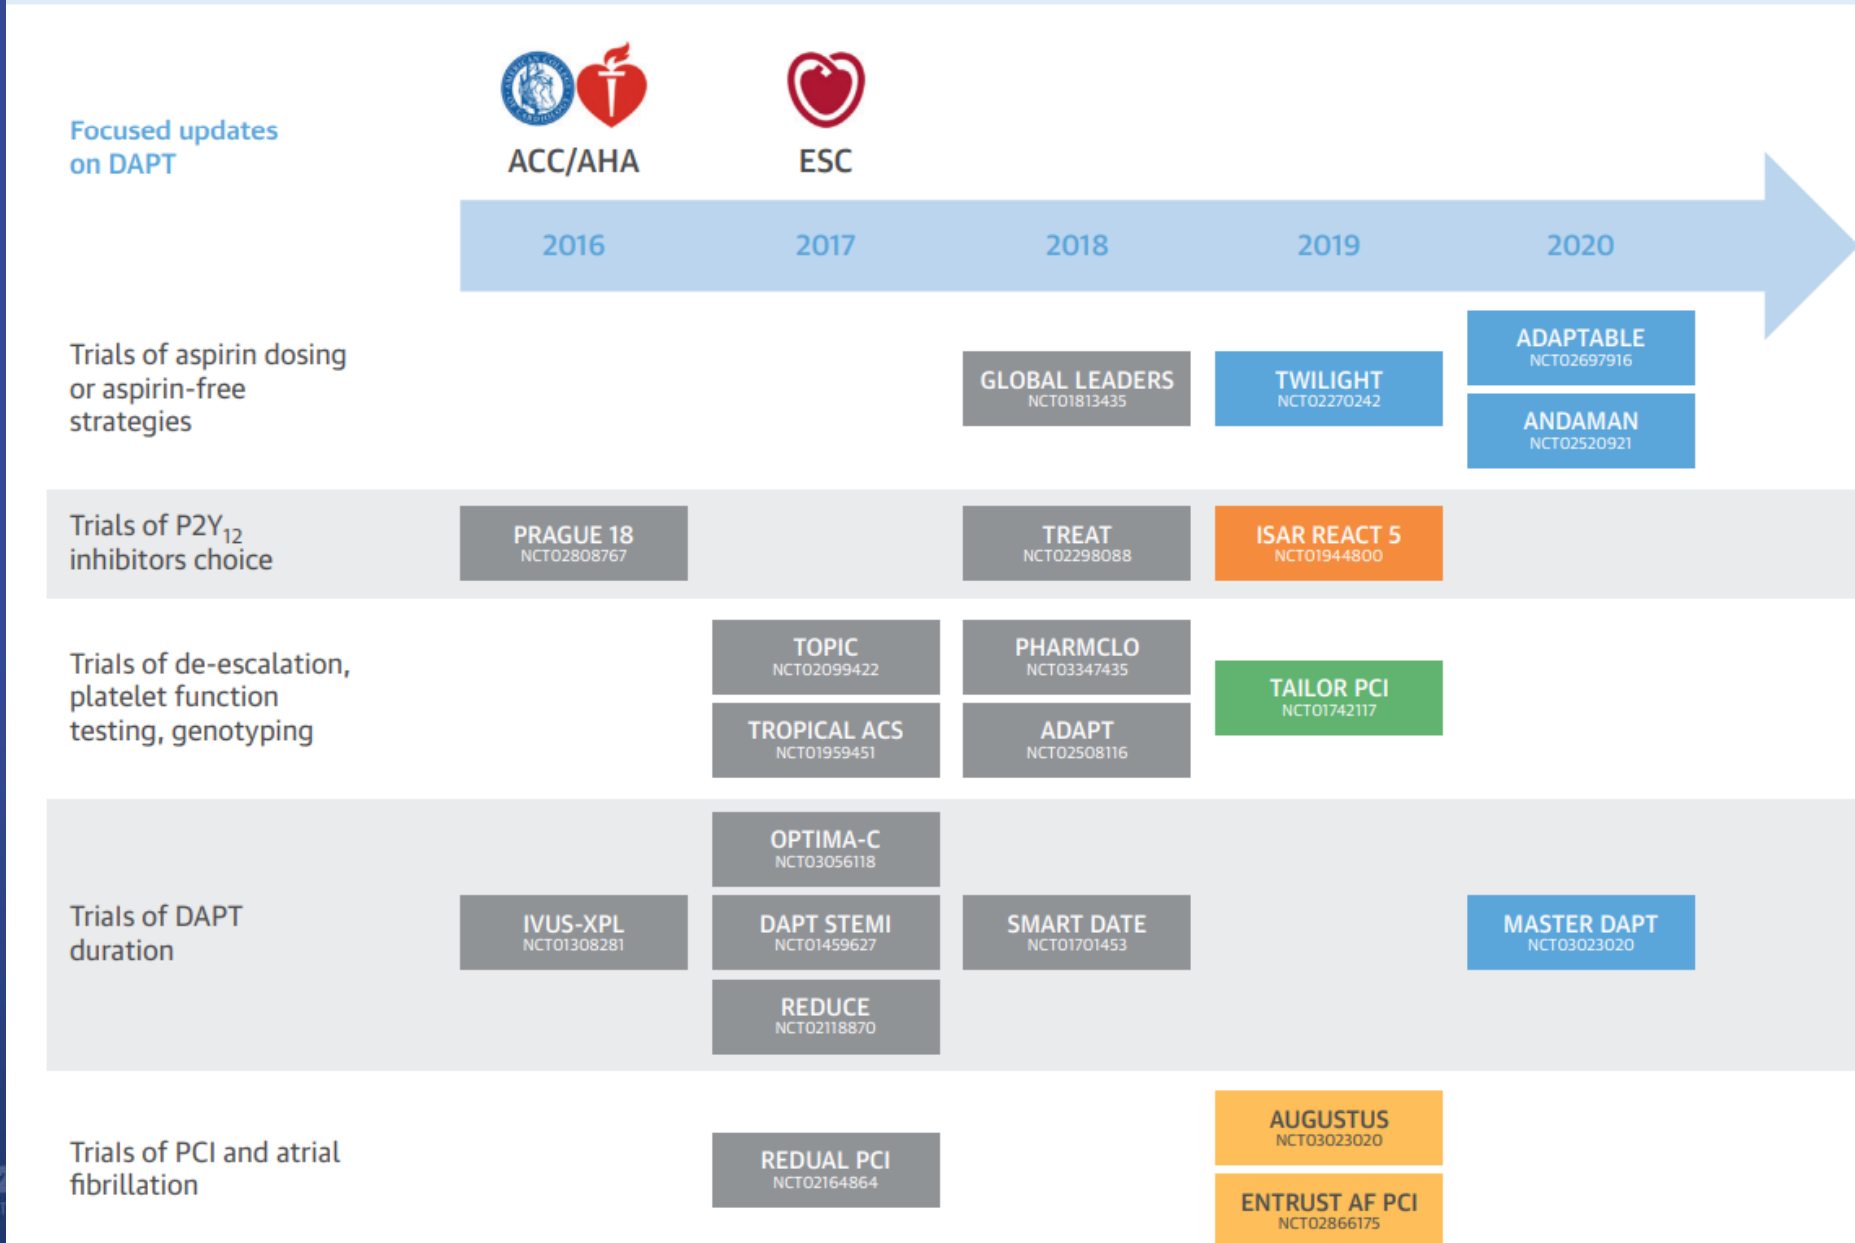 Focused updates
on DAPT
ACC/AHA
ESC
2016
2017
2018
2019
2020
Trials of aspirin dosing
or aspirin-free
strategies
GLOBAL LEADERS
NCT01813435
TWILIGHT
NCT02270242
ADAPTABLE
NCT02697916
ANDAMAN
NCT02520921
Trials of P2Y12
inhibitors choice
PRAGUE 18
NCT02808767
TREAT
NCT02298088
ISAR REACT 5
NCT01944800
Trials of de-escalation,
platelet function
testing, genotyping
TOPIC
NCT02099422
TROPICAL ACS
NCT01959451
PHARMCLO
NCT03347435
ADAPT
NCT02508116
TAILOR PCI
NCT01742117
Trials of DAPT
duration
IVUS-XPL
NCT01308281
OPTIMA-C
NCT03056118
DAPT STEMI
NCT01459627
REDUCE
NCT02118870
SMART DATE
NCT01701453
MASTER DAPT
NCT03023020
Trials of PCI and atrial
fibrillation
REDUAL PCI
NCT02164864
AUGUSTUS
NCT03023020
ENTRUST AF PCI
NCT02866175